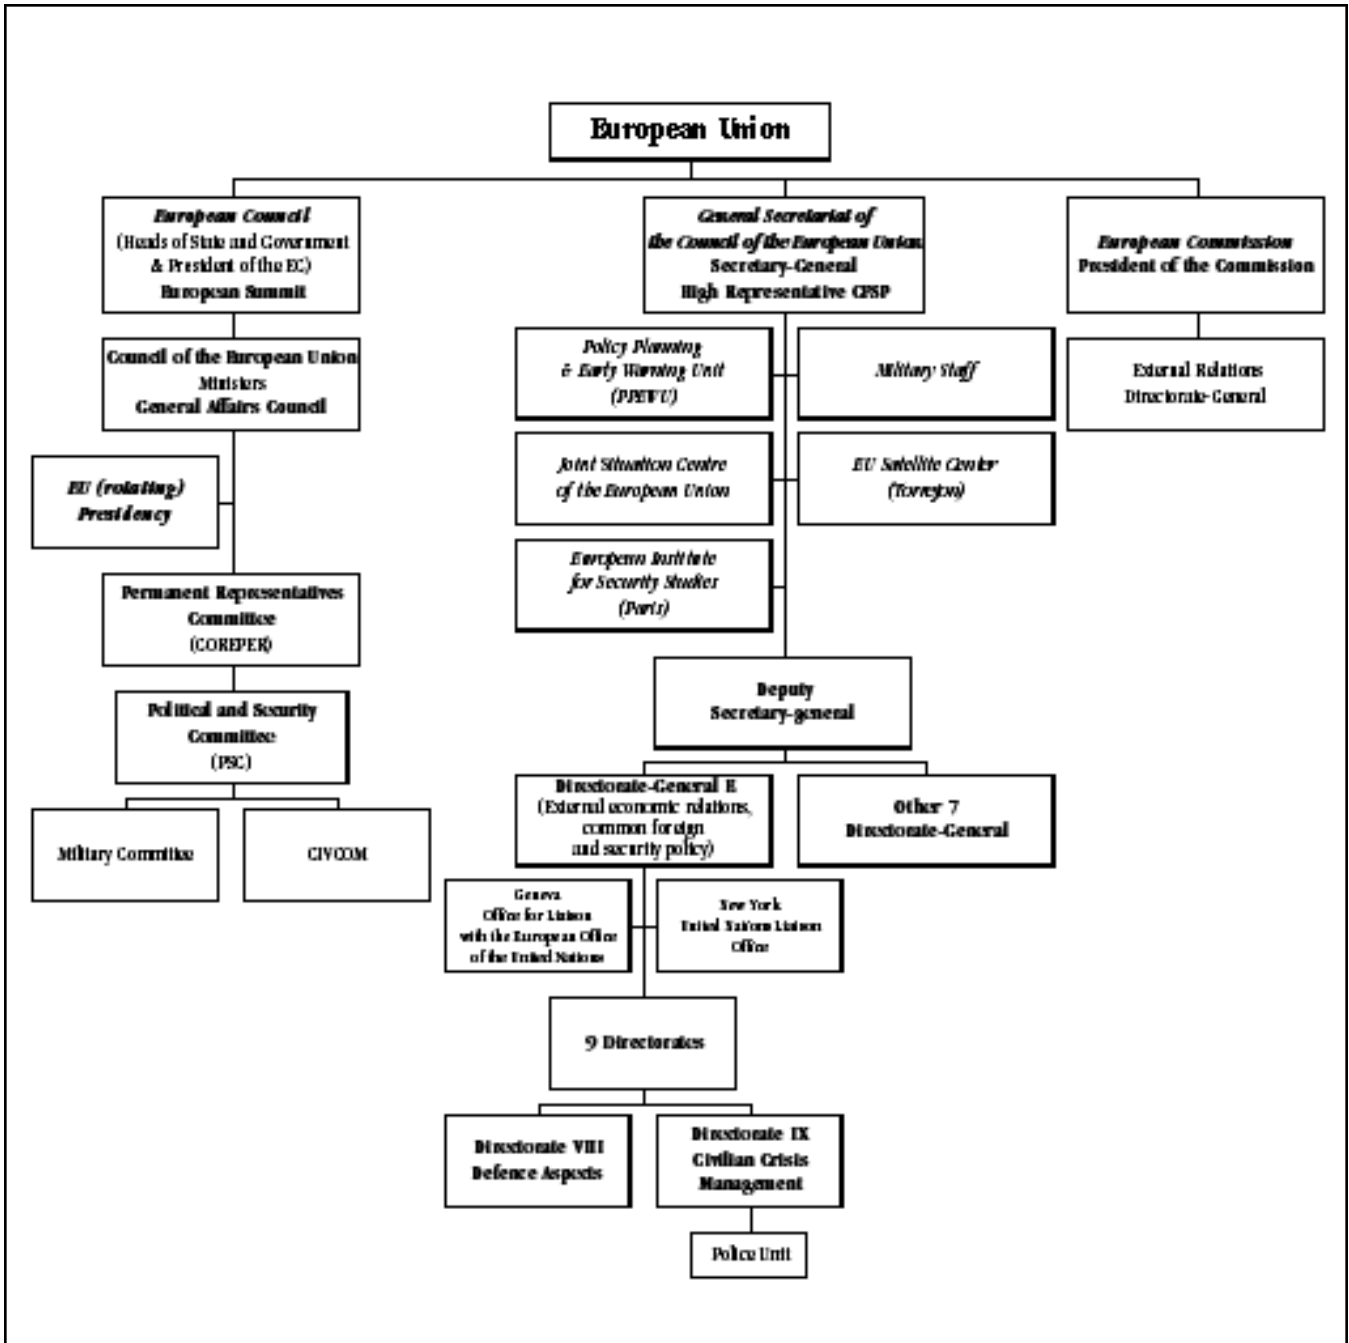 European Union
European Council
(Heads of State and Government
& President of the EC)
European Summit
General Secretariat of
the Council of the European Union
Secretary-General
High Representative CFSP
European Commission
President of the Commission
Council of the European Union
Ministers
General Affairs Council
Policy Planning
& Early Warning Unit
(PPEWU)
Military Staff
External Relations
Directorate-General
EU (rotating)
Presidency
Joint Situation Centre
of the European Union
EU Satellite Center
(Torrejon)
European Institute
for Security Studies
(Paris)
Permanent Representatives
Committee
(COREPER)
Deputy
Secretary-general
Political and Security
Committee
(PSC)
Directorate-General E
(External economic relations,
common foreign
and security policy)
Other 7
Directorate-General
Military Committee
CIVCOM
Geneva
Office for Liaison
with the European Office
of the United Nations
New York
United Nations Liaison
Office
9 Directorates
Directorate VIII
Defence Aspects
Directorate IX
Civilian Crisis
Management
Police Unit